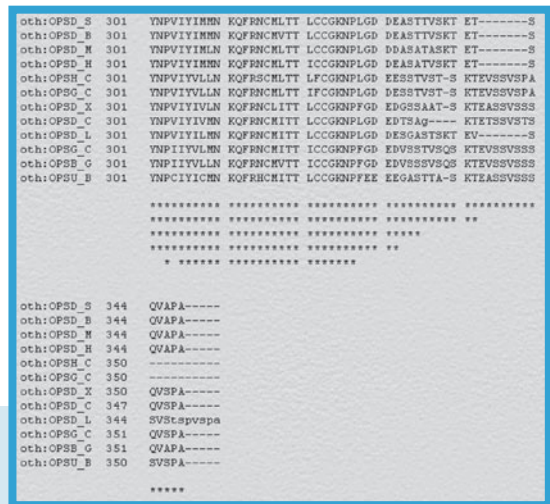 oth:OPSD_S 301 YNPVIYIMMN KQFRNCMLTT LCCGKNPLGD DEASTTVSKT ET-------S
oth:OPSD_B 301 YNPVIYIMMN KQFRNCMVTT LCCGKNPLGD DEASTTVSKT ET-------S
oth:OPSD_M 301 YNPVIYIMLN KQFRNCMLTT LCCGKNPLGD DDASATASKT ET-------S
oth:OPSD_H 301 YNPVIYIMMN KQFRNCMLTT ICCGKNPLGD DEASATVSKT ET-------S
oth:OPSH_C 301 YNPVIYVLLN KQFRSCMLTT LFCGKNPLGD EESSTVST-S KTEVSSVSPA
oth:OPSG_C 301 YNPVIYVLLN KQFRNCMLTT IFCGKNPLGD DESSTVST-S KTEVSSVSPA
oth:OPSD_X 301 YNPVIYIVLN KQFRNCLITT LCCGKNPFGD EDGSSAAT-S KTEASSVSSS
oth:OPSD_C 301 YNPVIYIVMN KQFRNCMITT LCCGKNPLGD EDTSAg---- KTETSSVSTS
oth:OPSD_L 301 YNPVIYIMMN KQFRNCMITT LCCGKNPLGD DESGASTSKT EV-------S
oth:OPSG_C 301 YNPIIYVLLN KQFRNCMVTT ICCGKNPFGD EDVSSTVSQS KTEVSSVSSS
oth:OPSB_G 301 YNPIIYVLMN KQFRNCMVTT ICCGKNPFGD EDVSSSVSQS KTEVSSVSSS
oth:OPSU_B 301 YNPCIYICMN KQFRHCMITT LCCGKNPFEE EEGASTTA-S KTEASSVSSS
********** ********** ********** ********** **********
********** ********** ********** ********** **
********** ********** ********** *****
********** ********** ********** **
* ****** ********** *******
oth:OPSD_S 344 QVAPA-----
oth:OPSD_B 344 QVAPA-----
oth:OPSD_M 344 QVAPA-----
oth:OPSD_H 344 QVAPA-----
oth:OPSH_C 350 ----------
oth:OPSG_C 350 ----------
oth:OPSD_X 350 QVSPA-----
oth:OPSD_C 347 QVSPA-----
oth:OPSD_L 344 SVStspvspa
oth:OPSG_C 351 QVSPA-----
oth:OPSB_G 351 QVAPA-----
oth:OPSU_B 350 SVSPA-----
*****